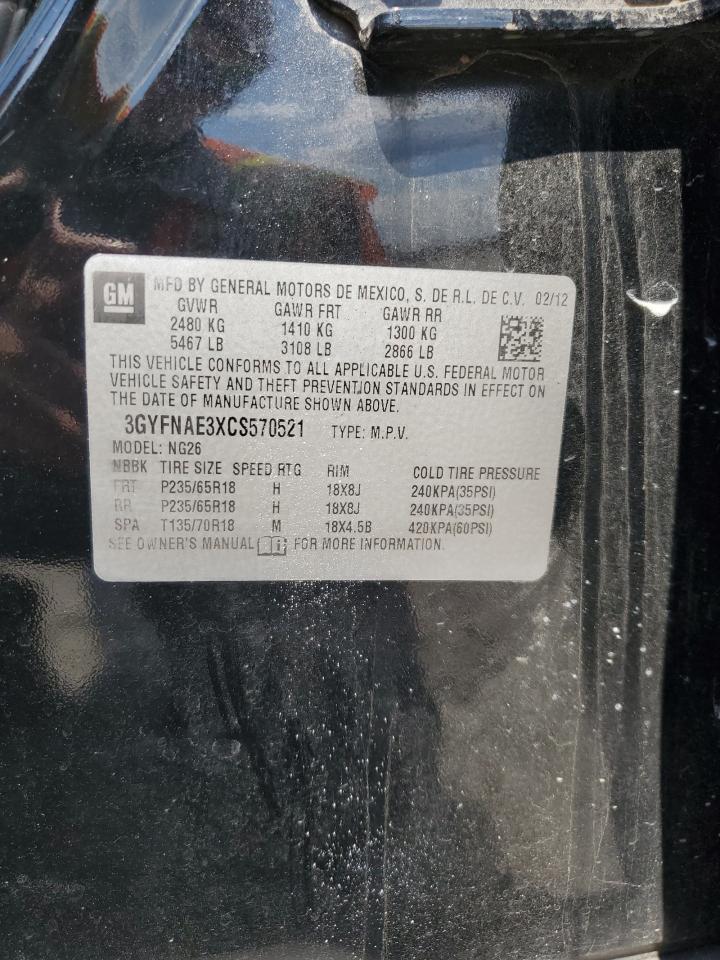 GM
MFD BY GENERAL MOTORS DE MEXICO, S. DE R.L. DE C.V. 02/12
GVWR GAWR FRT GAWR RR
2480 KG 1410 KG 1300 KG
5467 LB 3108 LB 2866 LB
THIS VEHICLE CONFORMS TO ALL APPLICABLE U.S. FEDERAL MOTOR
VEHICLE SAFETY AND THEFT PREVENTION STANDARDS IN EFFECT ON
THE DATE OF MANUFACTURE SHOWN ABOVE.
3GYFNAE3XCS570521 TYPE: M.P.V.
MODEL: NG26
NBBK TIRE SIZE SPEED RTG RIM COLD TIRE PRESSURE
FRT P235/65R18 H 18X8J 240KPA(35PSI)
RR P235/65R18 H 18X8J 240KPA(35PSI)
SPA T135/70R18 M 18X4.5B 420KPA(60PSI)
SEE OWNER'S MANUAL i FOR MORE INFORMATION.